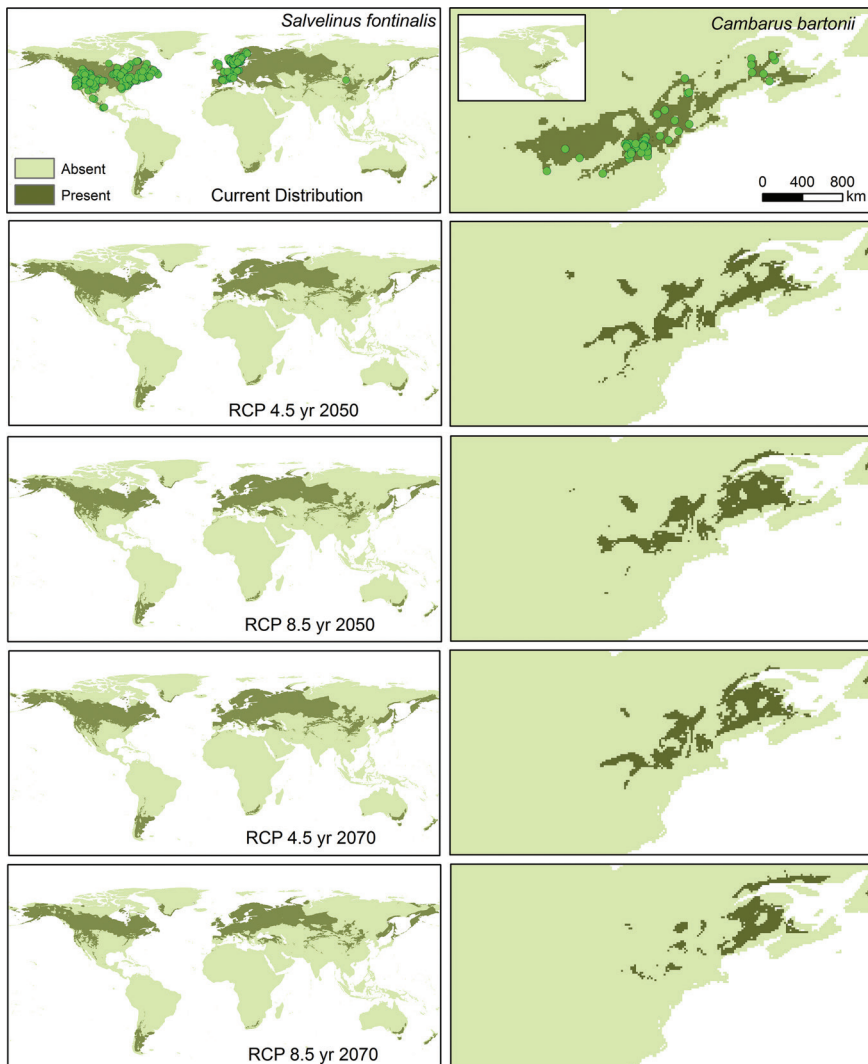 Salvelinus fontinalis
Cambarus bartonii
Absent
Present
Current Distribution
0 400 800
km
RCP 4.5 yr 2050
RCP 8.5 yr 2050
RCP 4.5 yr 2070
RCP 8.5 yr 2070